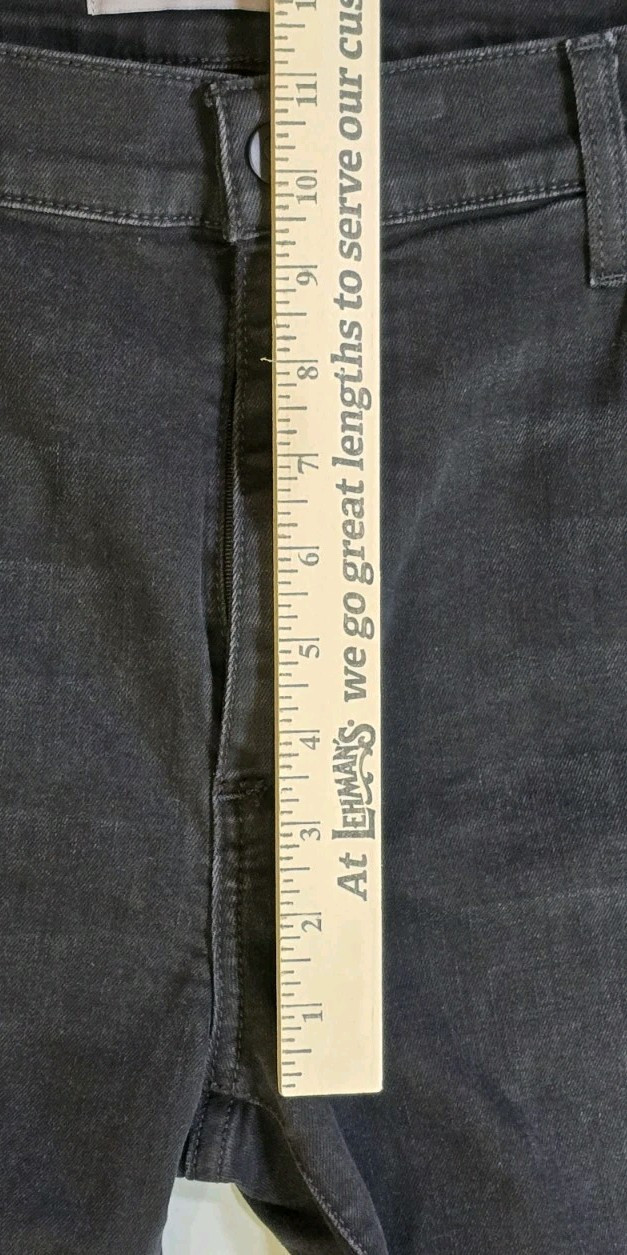 At LEHMAN'S. we go great lengths to serve our cus
1 2 3 4 5 6 7 8 9 10 11